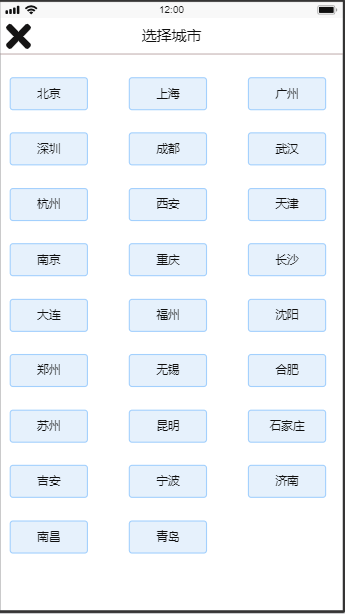 12:00
选择城市
北京 上海 广州
深圳 成都 武汉
杭州 西安 天津
南京 重庆 长沙
大连 福州 沈阳
郑州 无锡 合肥
苏州 昆明 石家庄
吉安 宁波 济南
南昌 青岛